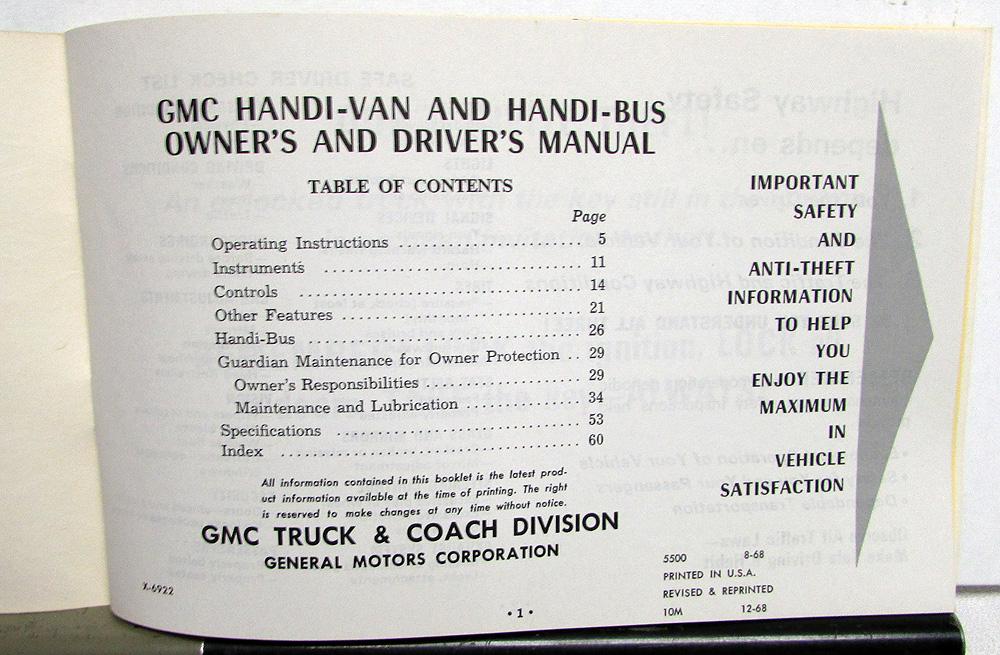 GMC HANDI-VAN AND HANDI-BUS
OWNER'S AND DRIVER'S MANUAL
TABLE OF CONTENTS
Page
Operating Instructions .......................... 5
Instruments .......................... 11
Controls .......................... 14
Other Features .......................... 21
Handi-Bus .......................... 26
Guardian Maintenance for Owner Protection .. 29
Owner's Responsibilities .................. 29
Maintenance and Lubrication .............. 34
Specifications .......................... 53
Index .......................... 60
All information contained in this booklet is the latest prod-
uct information available at the time of printing. The right
is reserved to make changes at any time without notice.
GMC TRUCK & COACH DIVISION
GENERAL MOTORS CORPORATION
X-6922
• 1 •
IMPORTANT
SAFETY
AND
ANTI-THEFT
INFORMATION
TO HELP
YOU
ENJOY THE
MAXIMUM
IN
VEHICLE
SATISFACTION
5500 8-68
PRINTED IN U.S.A.
REVISED & REPRINTED
10M 12-68